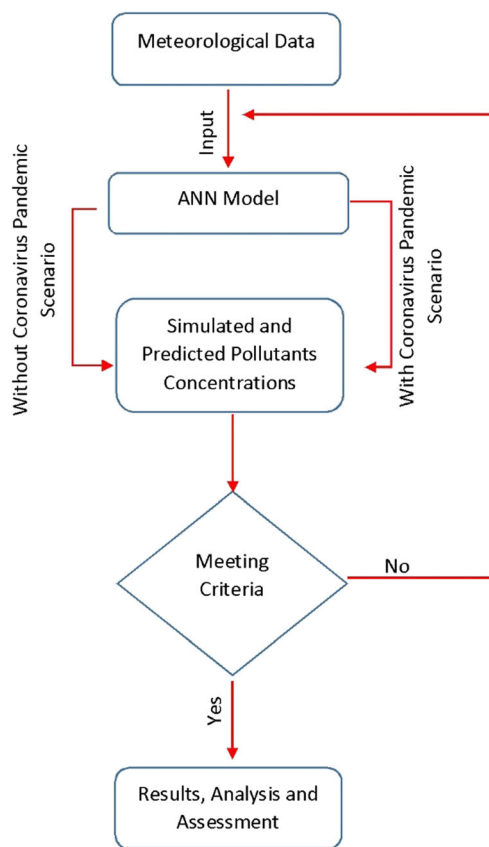 Meteorological Data
Input
ANN Model
Without Coronavirus Pandemic
Scenario
With Coronavirus Pandemic
Scenario
Simulated and
Predicted Pollutants
Concentrations
Meeting
Criteria
No
Yes
Results, Analysis and
Assessment